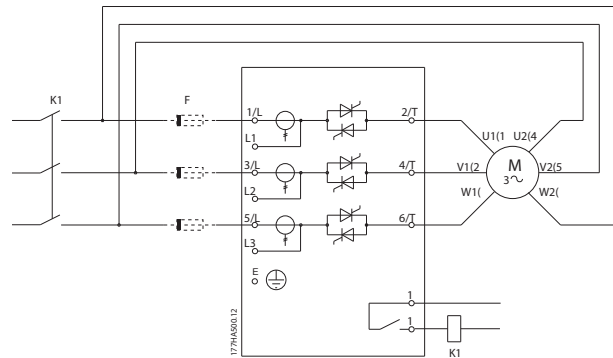 K1
F
1/L
2/T
L1
3/L
4/T
L2
5/L
6/T
L3
E
U1(1
U2(4
V1(2
M
3
V2(5
W1(
W2(
1
1
K1
177HA500.12